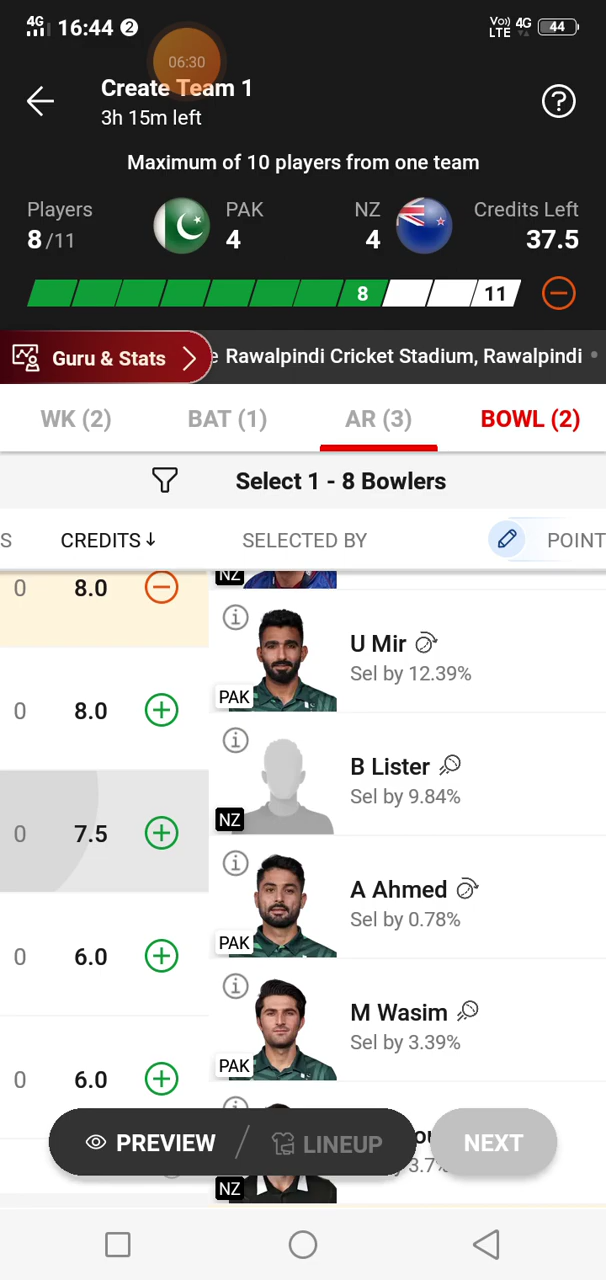 4G 16:44 2
Vo)) 4G
LTE 44
06:30
Create Team 1
3h 15m left
?
Maximum of 10 players from one team
Players PAK NZ Credits Left
8/11 4 4 37.5
8 11
Guru & Stats
Rawalpindi Cricket Stadium, Rawalpindi
WK (2) BAT (1) AR (3) BOWL (2)
Select 1 - 8 Bowlers
S CREDITS↓ SELECTED BY POINT
0 8.0
NZ
i
U Mir
Sel by 12.39%
PAK
0 8.0
i
B Lister
Sel by 9.84%
NZ
0 7.5
i
A Ahmed
Sel by 0.78%
PAK
0 6.0
i
M Wasim
Sel by 3.39%
PAK
0 6.0
PREVIEW / LINEUP
NEXT
NZ